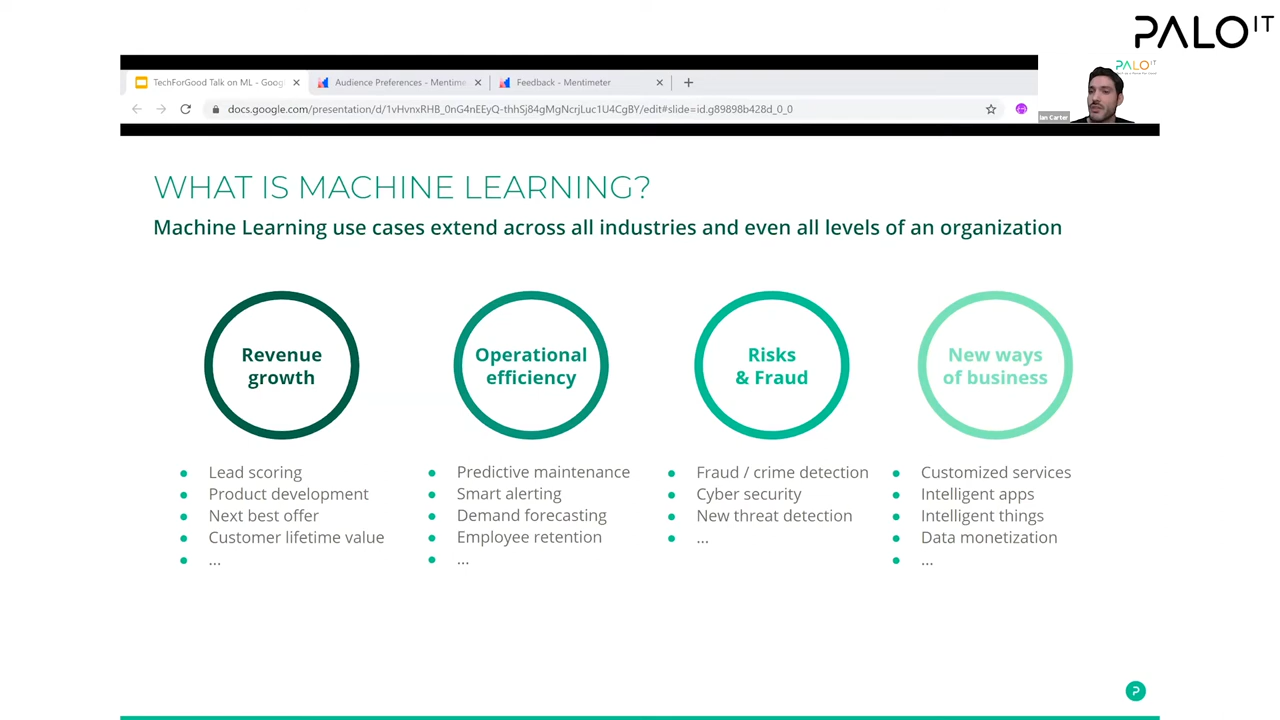 PALO IT
TechForGood Talk on ML - Goog
Audience Preferences - Mentime
Feedback - Mentimeter
docs.google.com/presentation/d/1vHvnxRHB_0nG4nEEyQ-thhSj84gMgNcrjLuc1U4CgBY/edit#slide=id.g89898b428d_0_0
PALO IT
Ian Carter
WHAT IS MACHINE LEARNING?
Machine Learning use cases extend across all industries and even all levels of an organization
Revenue
growth
Operational
efficiency
Risks
& Fraud
New ways
of business
Lead scoring
Product development
Next best offer
Customer lifetime value
...
Predictive maintenance
Smart alerting
Demand forecasting
Employee retention
...
Fraud / crime detection
Cyber security
New threat detection
...
Customized services
Intelligent apps
Intelligent things
Data monetization
...